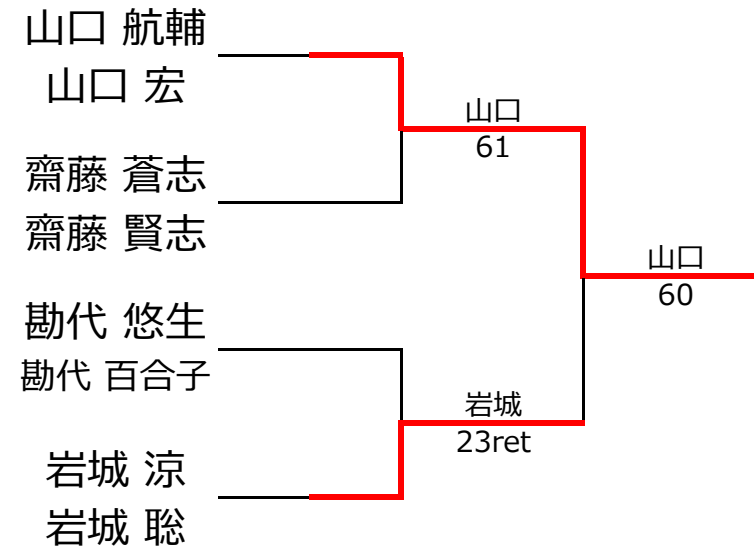 山口 航輔
山口 宏
齋藤 蒼志
齋藤 賢志
勘代 悠生
勘代 百合子
岩城 涼
岩城 聡
山口
61
岩城
23ret
山口
60